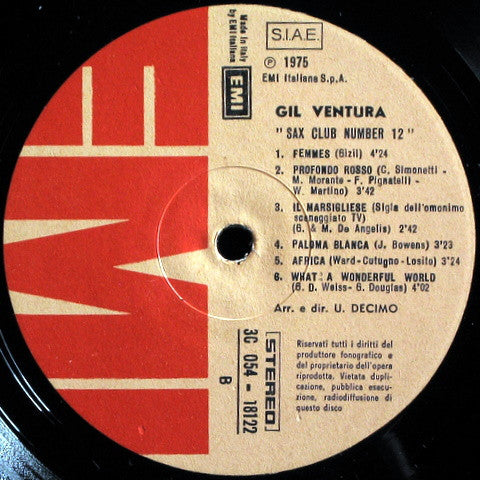 EMI
Made in Italy
by EMI Italiana
EMI
S.I.A.E.
℗ 1975
EMI Italiana S.p.A.
GIL VENTURA
"SAX CLUB NUMBER 12"
1. FEMMES (Gizil) 4'24
2. PROFONDO ROSSO (C. Simonetti -
M. Morante - F. Pignatelli -
W. Martino) 3'42
3. IL MARSIGLIESE (Sigla dell'omonimo
sceneggiato TV)
(G. & M. De Angelis) 2'42
4. PALOMA BLANCA (J. Bowens) 3'23
5. AFRICA (Ward-Cutugno-Losito) 3'24
6. WHAT A WONDERFUL WORLD
(G. D. Weiss- G. Douglas) 4'02
Arr. e dir. U. DECIMO
STEREO
3C 054 - 18122
B
Riservati tutti i diritti del
produttore fonografico e
del proprietario dell'opera
riprodotta. Vietata dupli-
cazione, pubblica esecu-
zione, radiodiffusione di
questo disco